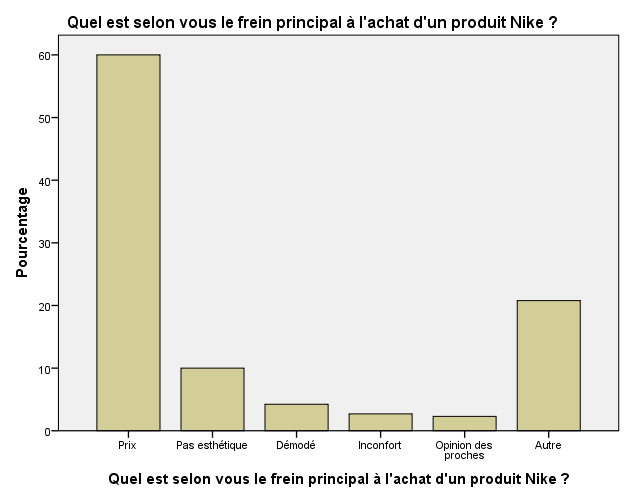 Quel est selon vous le frein principal à l'achat d'un produit Nike ?
Pourcentage
60
50
40
30
20
10
0
Prix
Pas esthétique
Démodé
Inconfort
Opinion des
proches
Autre
Quel est selon vous le frein principal à l'achat d'un produit Nike ?